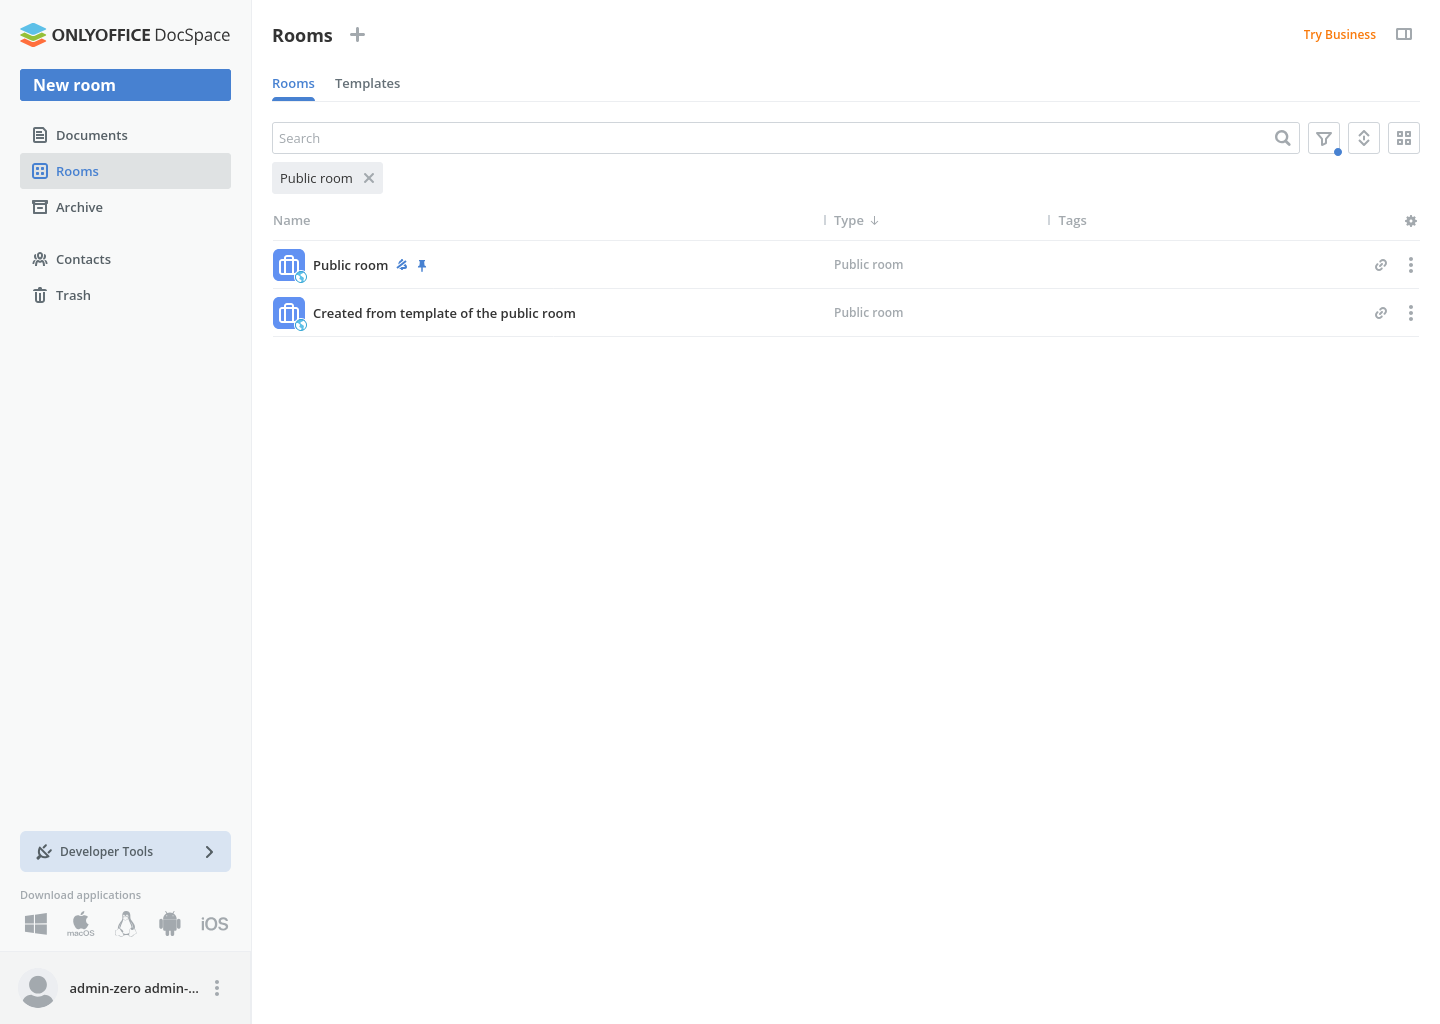 ONLYOFFICE DocSpace
New room
Documents
Rooms
Archive
Contacts
Trash
Developer Tools
Download applications
macOS
iOS
admin-zero admin-...
Rooms
Try Business
Rooms Templates
Search
Public room
Name Type Tags
Public room Public room
Created from template of the public room Public room